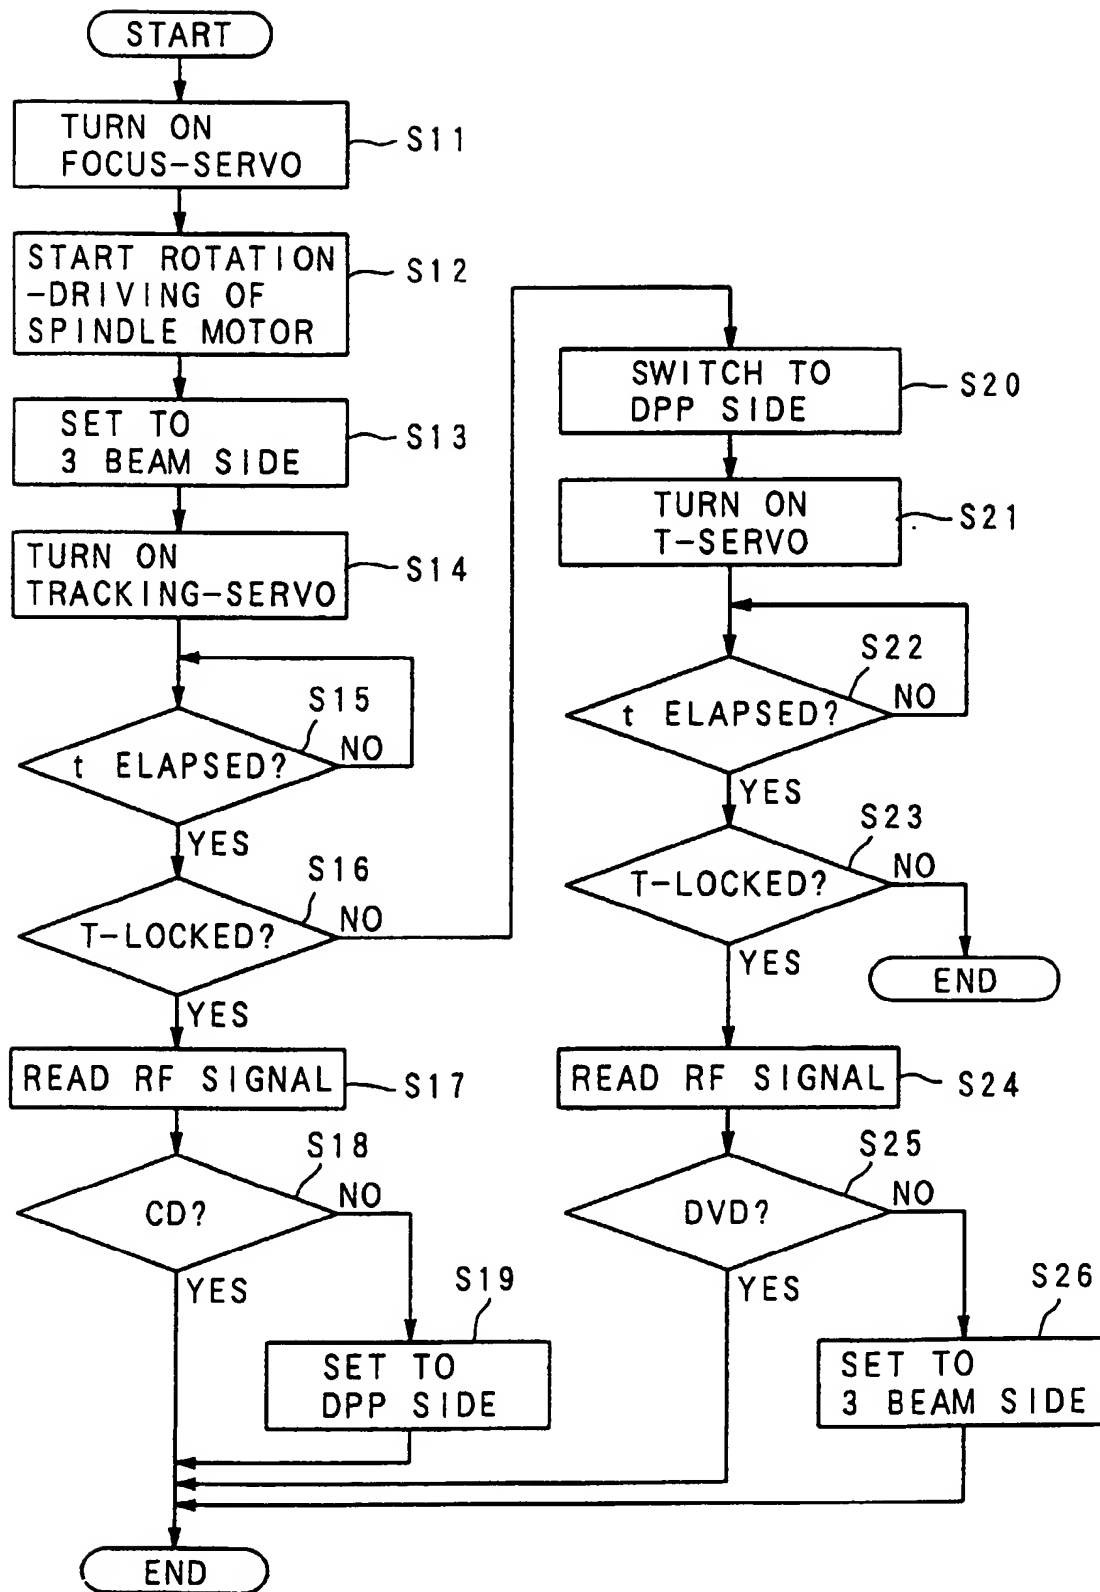 START
TURN ON
FOCUS-SERVO
S11
START ROTATION
-DRIVING OF
SPINDLE MOTOR
S12
SET TO
3 BEAM SIDE
S13
TURN ON
TRACKING-SERVO
S14
S15
t ELAPSED?
NO
YES
S16
T-LOCKED?
NO
YES
READ RF SIGNAL
S17
S18
CD?
NO
YES
S19
SET TO
DPP SIDE
END
SWITCH TO
DPP SIDE
S20
TURN ON
T-SERVO
S21
S22
t ELAPSED?
NO
YES
S23
T-LOCKED?
NO
YES
END
READ RF SIGNAL
S24
S25
DVD?
NO
YES
S26
SET TO
3 BEAM SIDE